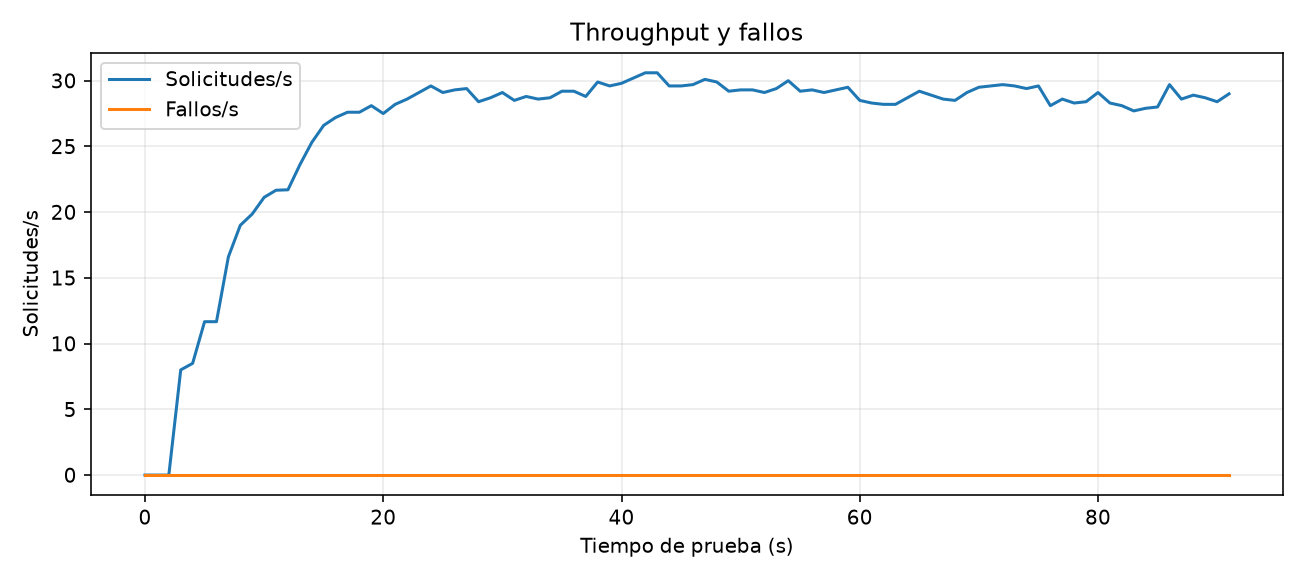 Throughput y fallos
Solicitudes/s
Fallos/s
Solicitudes/s
30
25
20
15
10
5
0
0 20 40 60 80
Tiempo de prueba (s)